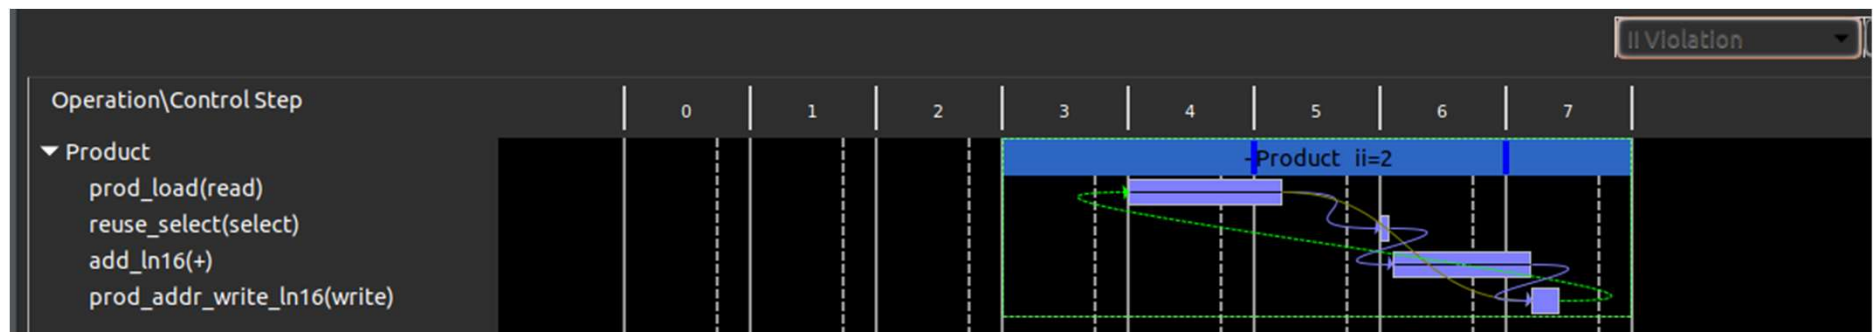 II Violation
Operation\Control Step 0 1 2 3 4 5 6 7
Product -Product ii=2
prod_load(read)
reuse_select(select)
add_ln16(+)
prod_addr_write_ln16(write)